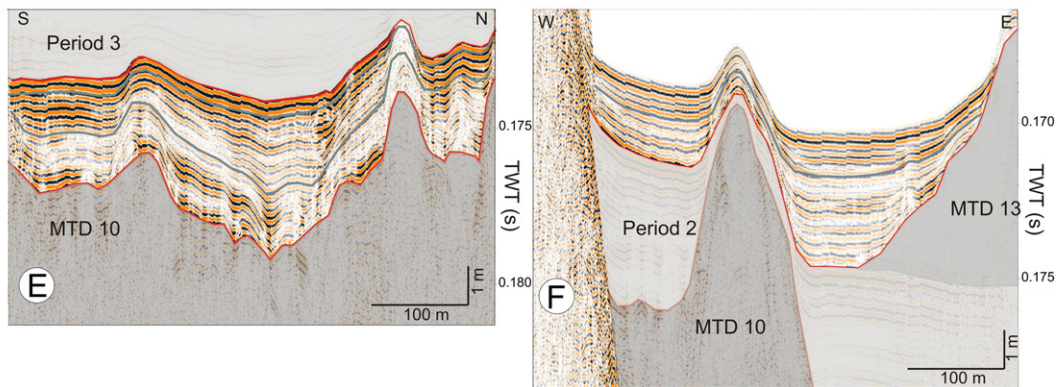 S
N
Period 3
MTD 10
0.175
TWT (s)
0.180
E
1 m
100 m
W
E
0.170
TWT (s)
0.175
MTD 13
Period 2
MTD 10
F
1 m
100 m